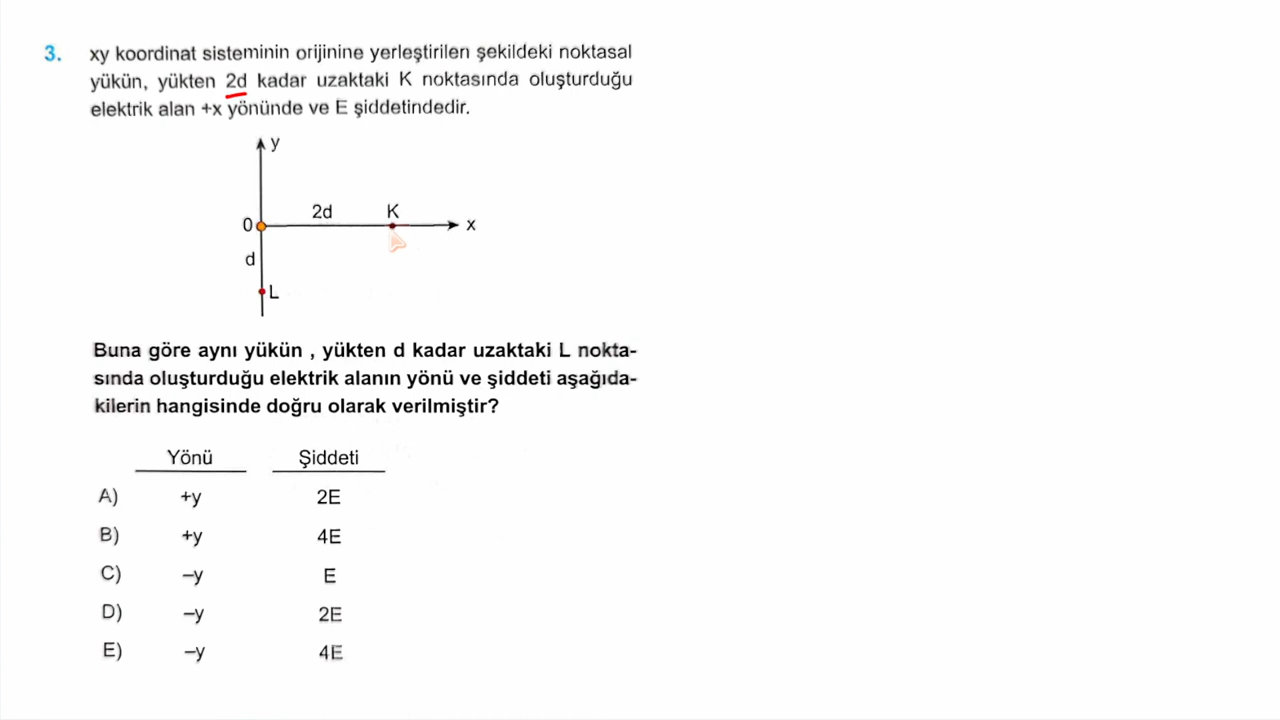 3. xy koordinat sisteminin orijinine yerleştirilen şekildeki noktasal
yükün, yükten 2d kadar uzaktaki K noktasında oluşturduğu
elektrik alan +x yönünde ve E şiddetindedir.
y
2d K
0 x
d
L
Buna göre aynı yükün , yükten d kadar uzaktaki L nokta-
sında oluşturduğu elektrik alanın yönü ve şiddeti aşağıda-
kilerin hangisinde doğru olarak verilmiştir?
Yönü Şiddeti
A) +y 2E
B) +y 4E
C) –y E
D) –y 2E
E) –y 4E